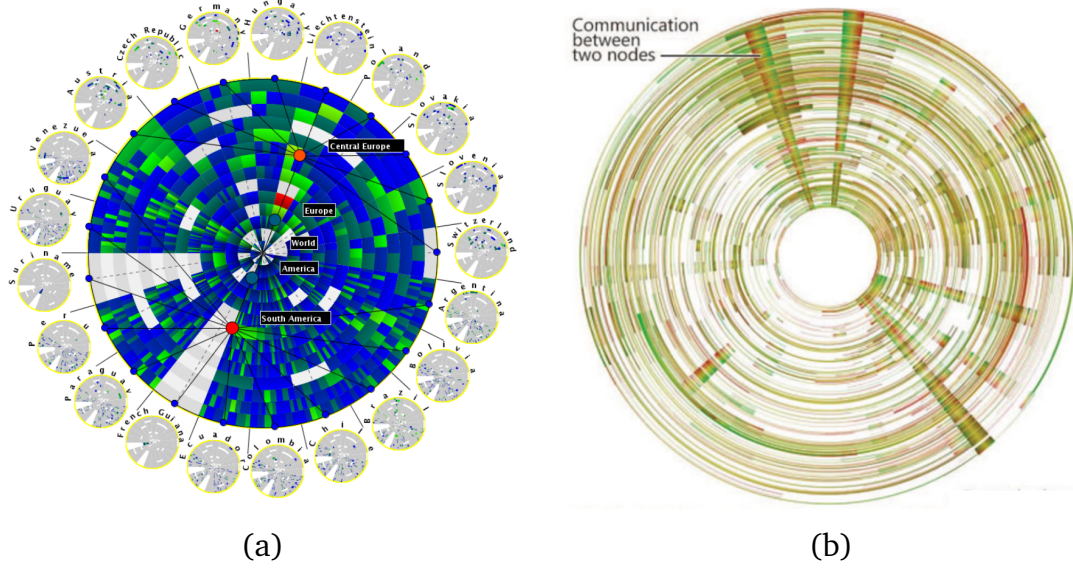 Germany
Hungary
Liechtenstein
Poland
Slovakia
Slovenia
Switzerland
Argentina
Bolivia
Brazil
Chile
Colombia
Ecuador
French Guiana
Paraguay
Peru
Suriname
Uruguay
Venezuela
Austria
Czech Republic
Central Europe
Europe
World
America
South America
(a)
Communication
between
two nodes
(b)